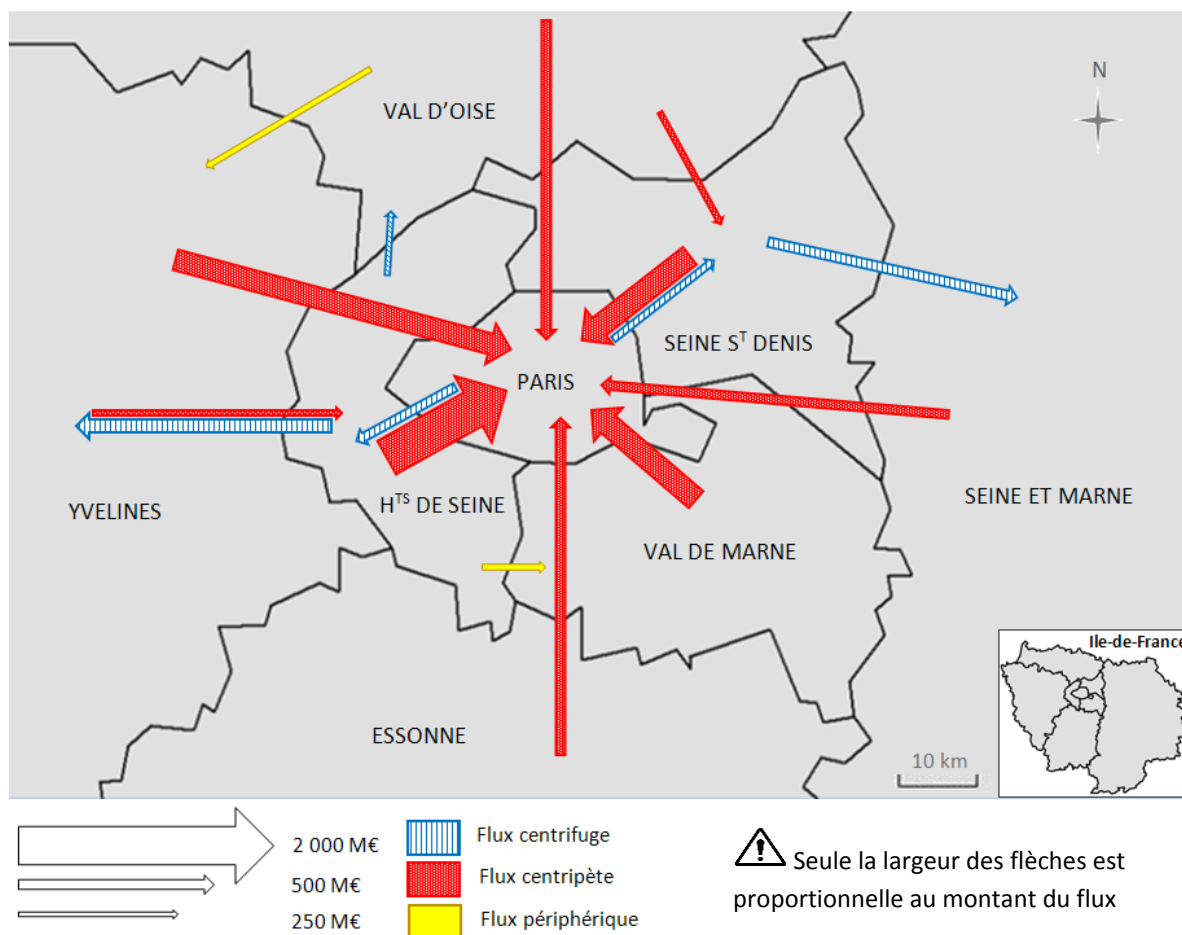 N
VAL D'OISE
SEINE Sᵀ DENIS
PARIS
Hᵀˢ DE SEINE
YVELINES
SEINE ET MARNE
VAL DE MARNE
Ile-de-France
ESSONNE
10 km
2 000 M€
500 M€
250 M€
Flux centrifuge
Flux centripète
Flux périphérique
Seule la largeur des flèches est
proportionnelle au montant du flux